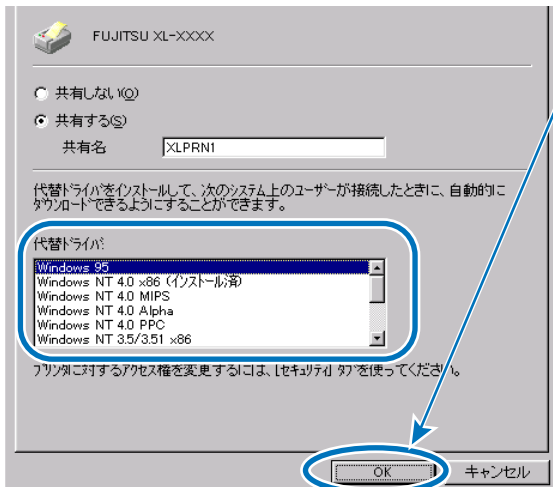 FUJITSU XL-XXXX
共有しない(O)
共有する(S)
共有名 XLPRN1
代替ドライバをインストールして、次のシステム上のユーザーが接続したときに、自動的に
ダウンロードできるようにすることができます。
代替ドライバ:
Windows 95
Windows NT 4.0 x86 (インストール済)
Windows NT 4.0 MIPS
Windows NT 4.0 Alpha
Windows NT 4.0 PPC
Windows NT 3.5/3.51 x86
プリンタに対するアクセス権を変更するには、[セキュリティ] タブを使ってください。
OK キャンセル